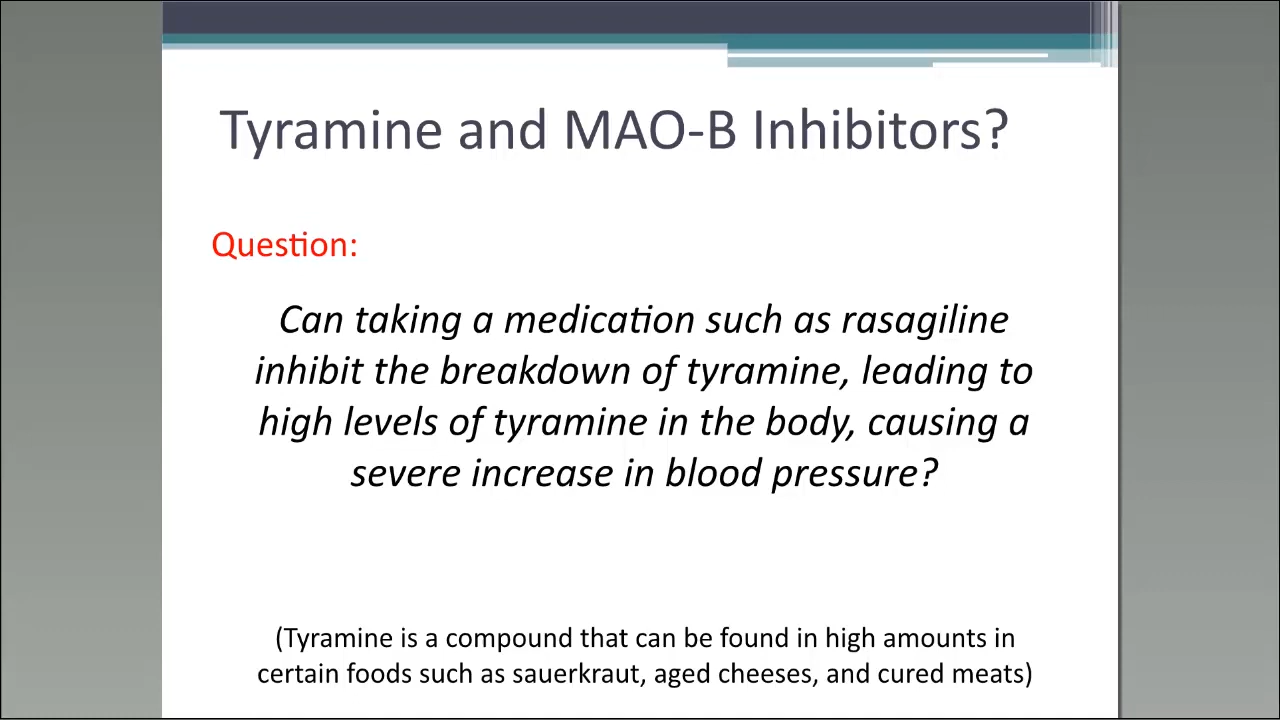 Tyramine and MAO-B Inhibitors?
Question:
Can taking a medication such as rasagiline
inhibit the breakdown of tyramine, leading to
high levels of tyramine in the body, causing a
severe increase in blood pressure?
(Tyramine is a compound that can be found in high amounts in
certain foods such as sauerkraut, aged cheeses, and cured meats)